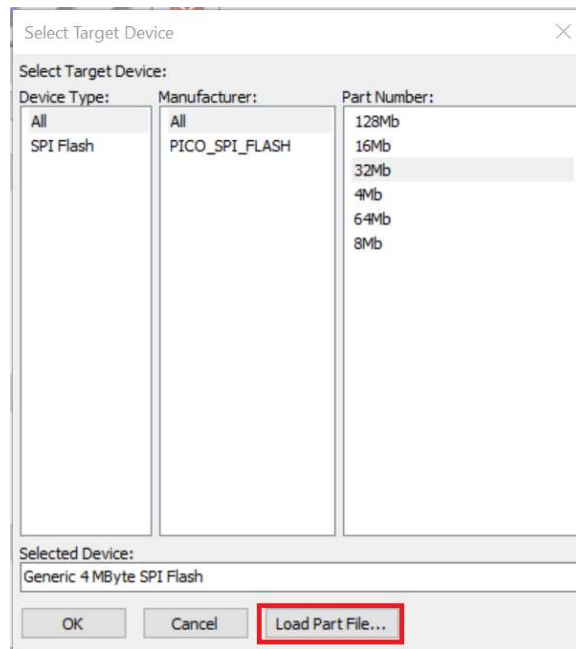 Select Target Device
Select Target Device:
Device Type:
All
SPI Flash
Manufacturer:
All
PICO_SPI_FLASH
Part Number:
128Mb
16Mb
32Mb
4Mb
64Mb
8Mb
Selected Device:
Generic 4 MByte SPI Flash
OK
Cancel
Load Part File...